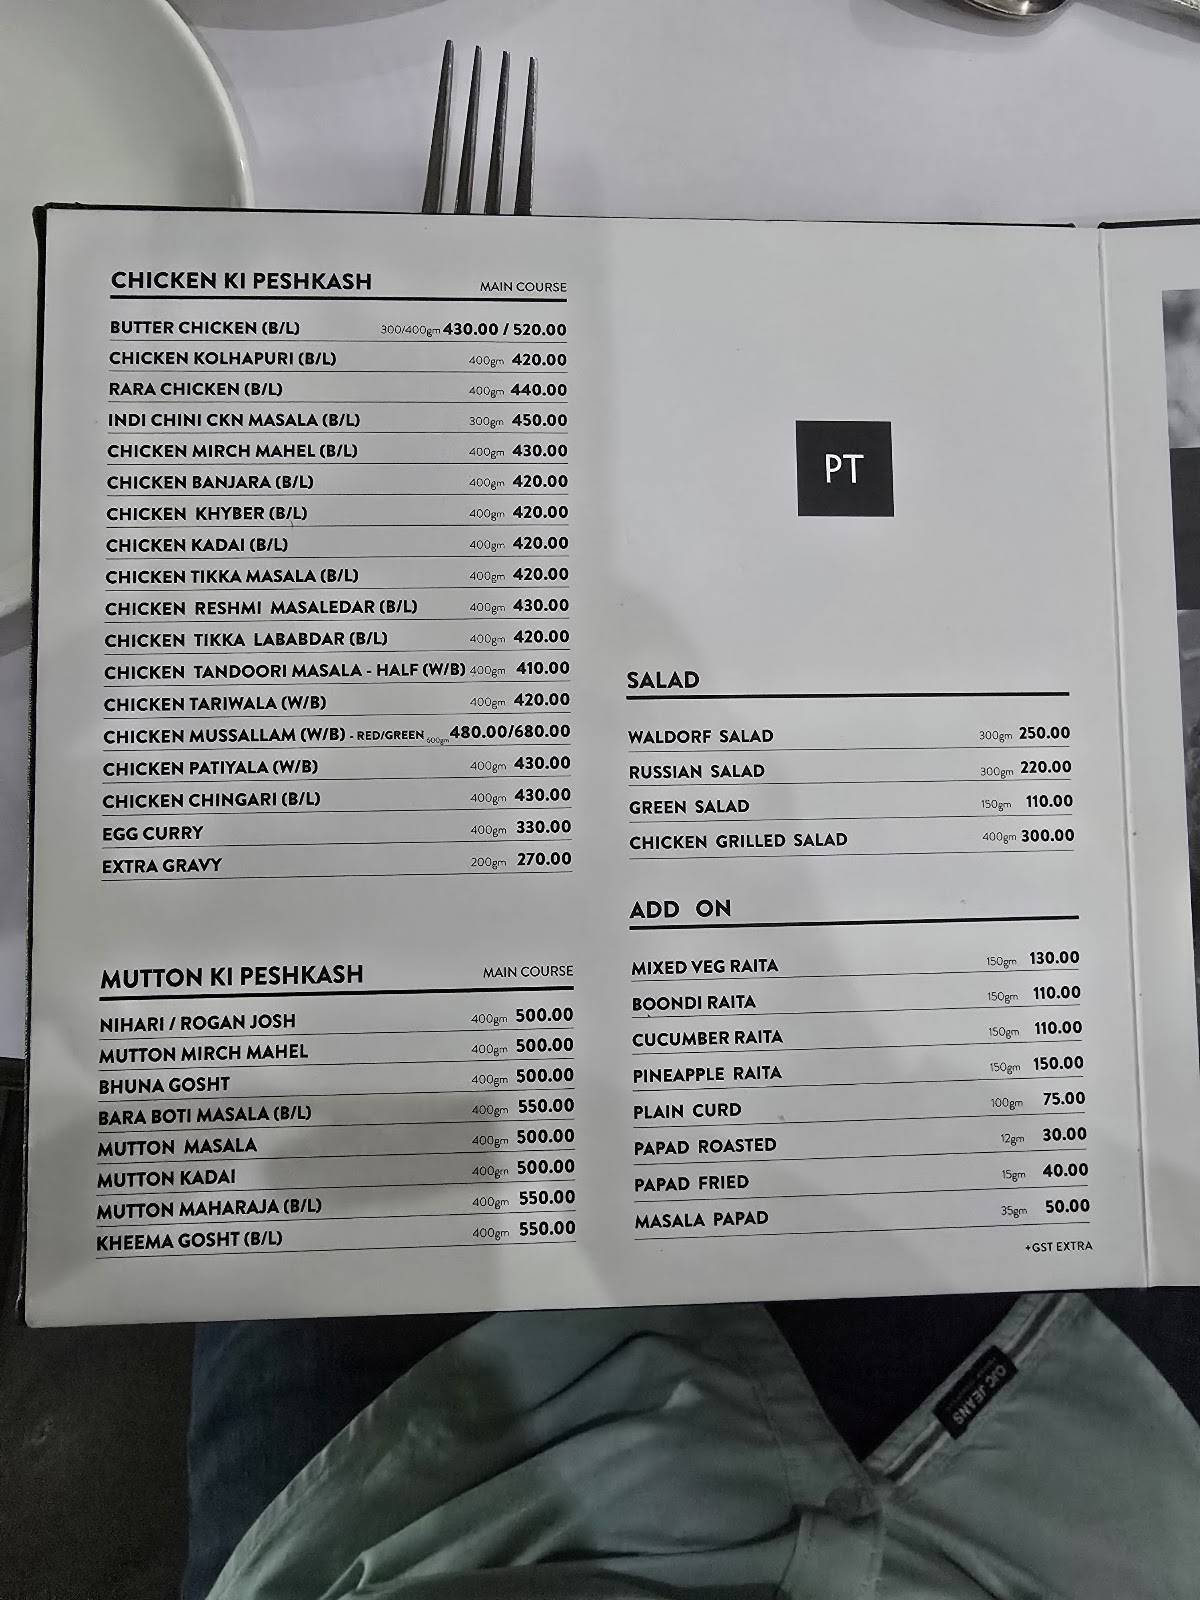 CHICKEN KI PESHKASH MAIN COURSE
BUTTER CHICKEN (B/L) 300/400gm 430.00 / 520.00
CHICKEN KOLHAPURI (B/L) 400gm 420.00
RARA CHICKEN (B/L) 400gm 440.00
INDI CHINI CKN MASALA (B/L) 300gm 450.00
CHICKEN MIRCH MAHEL (B/L) 400gm 430.00
CHICKEN BANJARA (B/L) 400gm 420.00
CHICKEN KHYBER (B/L) 400gm 420.00
CHICKEN KADAI (B/L) 400gm 420.00
CHICKEN TIKKA MASALA (B/L) 400gm 420.00
CHICKEN RESHMI MASALEDAR (B/L) 400gm 430.00
CHICKEN TIKKA LABABDAR (B/L) 400gm 420.00
CHICKEN TANDOORI MASALA - HALF (W/B) 400gm 410.00
CHICKEN TARIWALA (W/B) 400gm 420.00
CHICKEN MUSSALLAM (W/B) - RED/GREEN 600gm 480.00/680.00
CHICKEN PATIYALA (W/B) 400gm 430.00
CHICKEN CHINGARI (B/L) 400gm 430.00
EGG CURRY 400gm 330.00
EXTRA GRAVY 200gm 270.00
MUTTON KI PESHKASH MAIN COURSE
NIHARI / ROGAN JOSH 400gm 500.00
MUTTON MIRCH MAHEL 400gm 500.00
BHUNA GOSHT 400gm 500.00
BARA BOTI MASALA (B/L) 400gm 550.00
MUTTON MASALA 400gm 500.00
MUTTON KADAI 400gm 500.00
MUTTON MAHARAJA (B/L) 400gm 550.00
KHEEMA GOSHT (B/L) 400gm 550.00
PT
SALAD
WALDORF SALAD 300gm 250.00
RUSSIAN SALAD 300gm 220.00
GREEN SALAD 150gm 110.00
CHICKEN GRILLED SALAD 400gm 300.00
ADD ON
MIXED VEG RAITA 150gm 130.00
BOONDI RAITA 150gm 110.00
CUCUMBER RAITA 150gm 110.00
PINEAPPLE RAITA 150gm 150.00
PLAIN CURD 100gm 75.00
PAPAD ROASTED 12gm 30.00
PAPAD FRIED 15gm 40.00
MASALA PAPAD 35gm 50.00
+GST EXTRA
JEANS